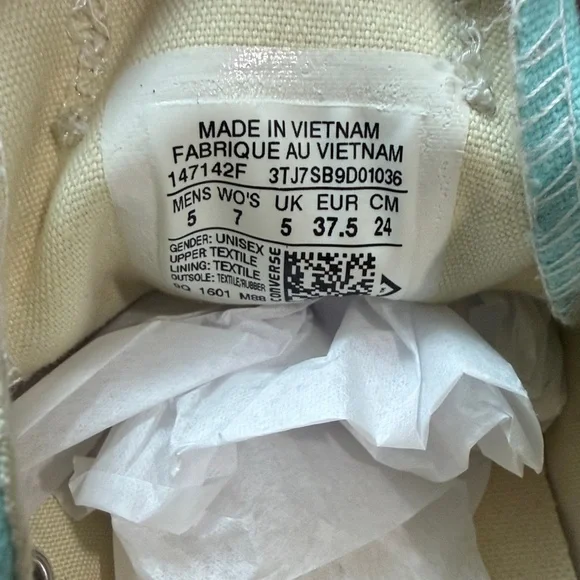 MADE IN VIETNAM
FABRIQUE AU VIETNAM
147142F 3TJ7SB9D01036
MENS WO'S UK EUR CM
5 7 5 37.5 24
GENDER: UNISEX
UPPER: TEXTILE
LINING: TEXTILE
OUTSOLE: TEXTILE/RUBBER
1601 M8B
CONVERSE